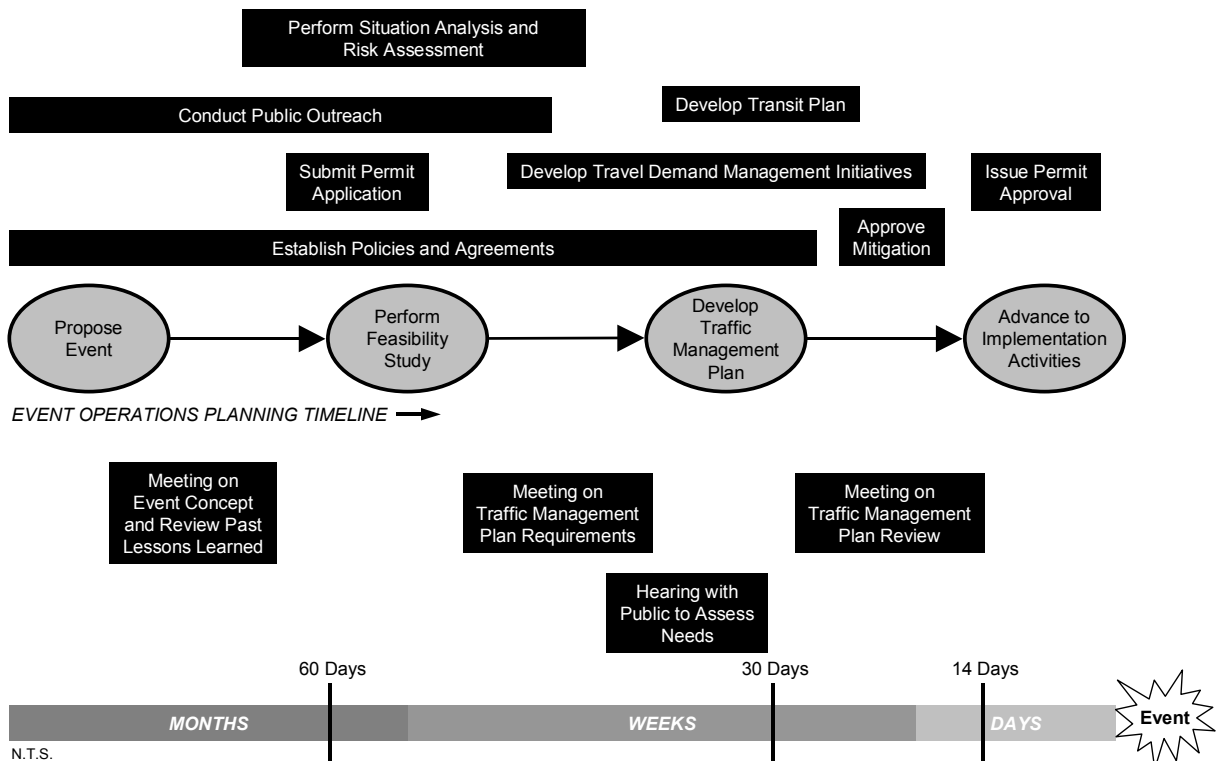 Perform Situation Analysis and
Risk Assessment
Conduct Public Outreach
Develop Transit Plan
Submit Permit
Application
Develop Travel Demand Management Initiatives
Issue Permit
Approval
Establish Policies and Agreements
Approve
Mitigation
Propose
Event
Perform
Feasibility
Study
Develop
Traffic
Management
Plan
Advance to
Implementation
Activities
EVENT OPERATIONS PLANNING TIMELINE
Meeting on
Event Concept
and Review Past
Lessons Learned
Meeting on
Traffic Management
Plan Requirements
Meeting on
Traffic Management
Plan Review
Hearing with
Public to Assess
Needs
60 Days
30 Days
14 Days
MONTHS
WEEKS
DAYS
Event
N.T.S.